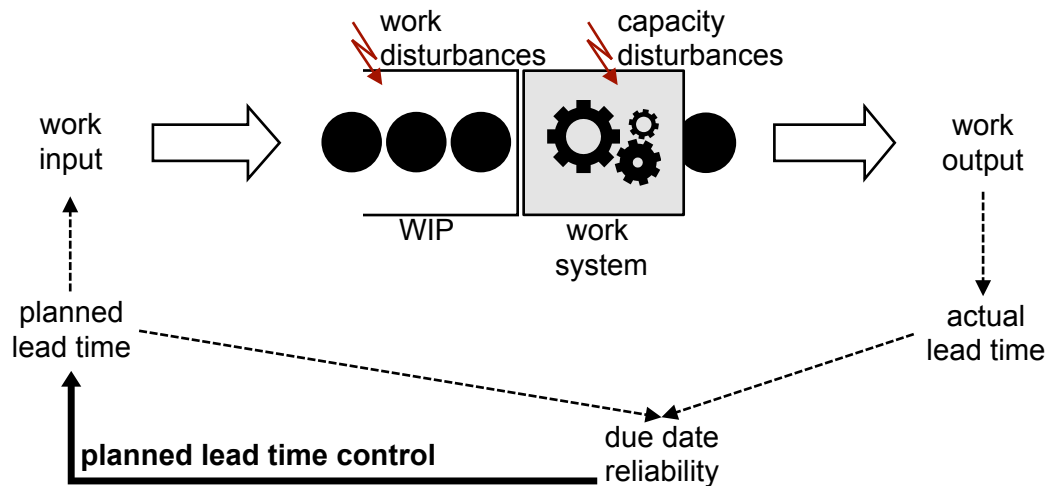 work
disturbances
capacity
disturbances
work
input
work
output
WIP
work
system
planned
lead time
actual
lead time
due date
reliability
planned lead time control